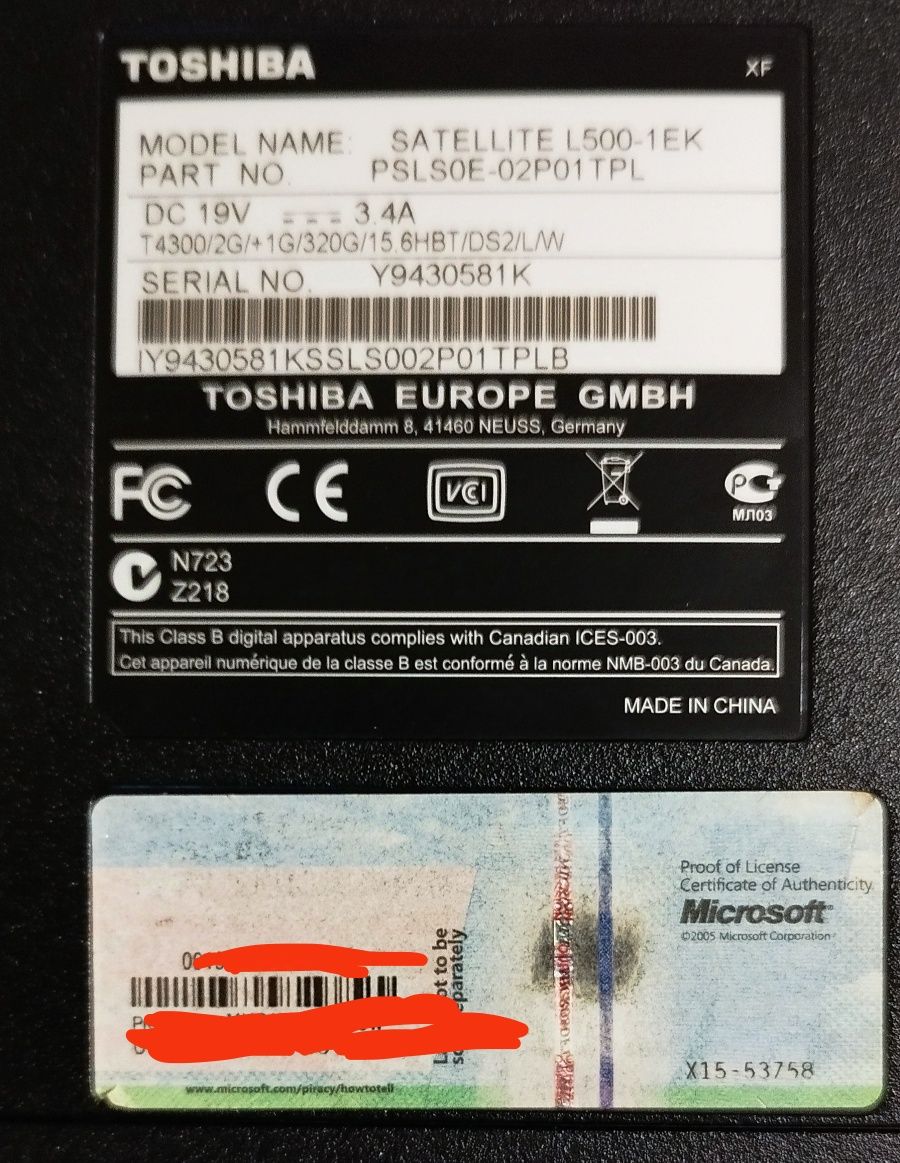 TOSHIBA
XF
MODEL NAME: SATELLITE L500-1EK
PART NO. PSLS0E-02P01TPL
DC 19V 3.4A
T4300/2G/+1G/320G/15.6HBT/DS2/L/W
SERIAL NO. Y9430581K
IY9430581KSSLS002P01TPLB
TOSHIBA EUROPE GMBH
Hammfelddamm 8, 41460 NEUSS, Germany
FC CE VCI PC
МЛ03
N723
Z218
This Class B digital apparatus complies with Canadian ICES-003.
Cet appareil numérique de la classe B est conformé à la norme NMB-003 du Canada.
MADE IN CHINA
Proof of License
Certificate of Authenticity
Microsoft
©2005 Microsoft Corporation
to be
www.microsoft.com/piracy/howtotell
X15-53758